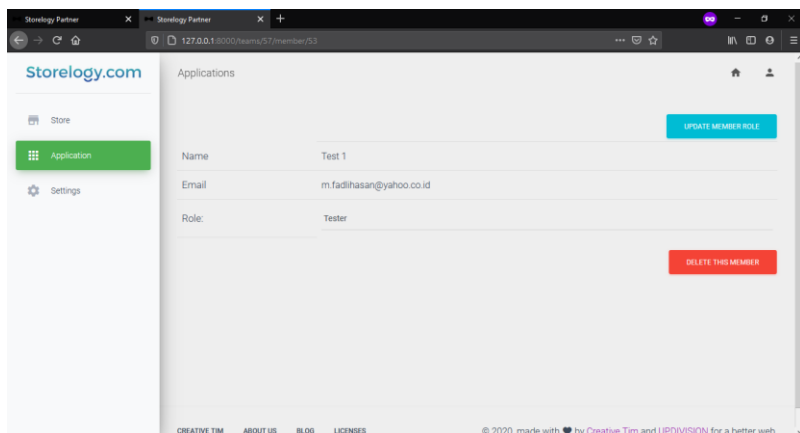 Storelogy Partner
Storelogy Partner
127.0.0.1:8000/teams/57/member/53
Storelogy.com
Applications
Store
UPDATE MEMBER ROLE
Application
Name Test 1
Email m.fadlihasan@yahoo.co.id
Settings
Role: Tester
DELETE THIS MEMBER
CREATIVE TIM ABOUT US BLOG LICENSES © 2020, made with by Creative Tim and UPDIVISION for a better web.